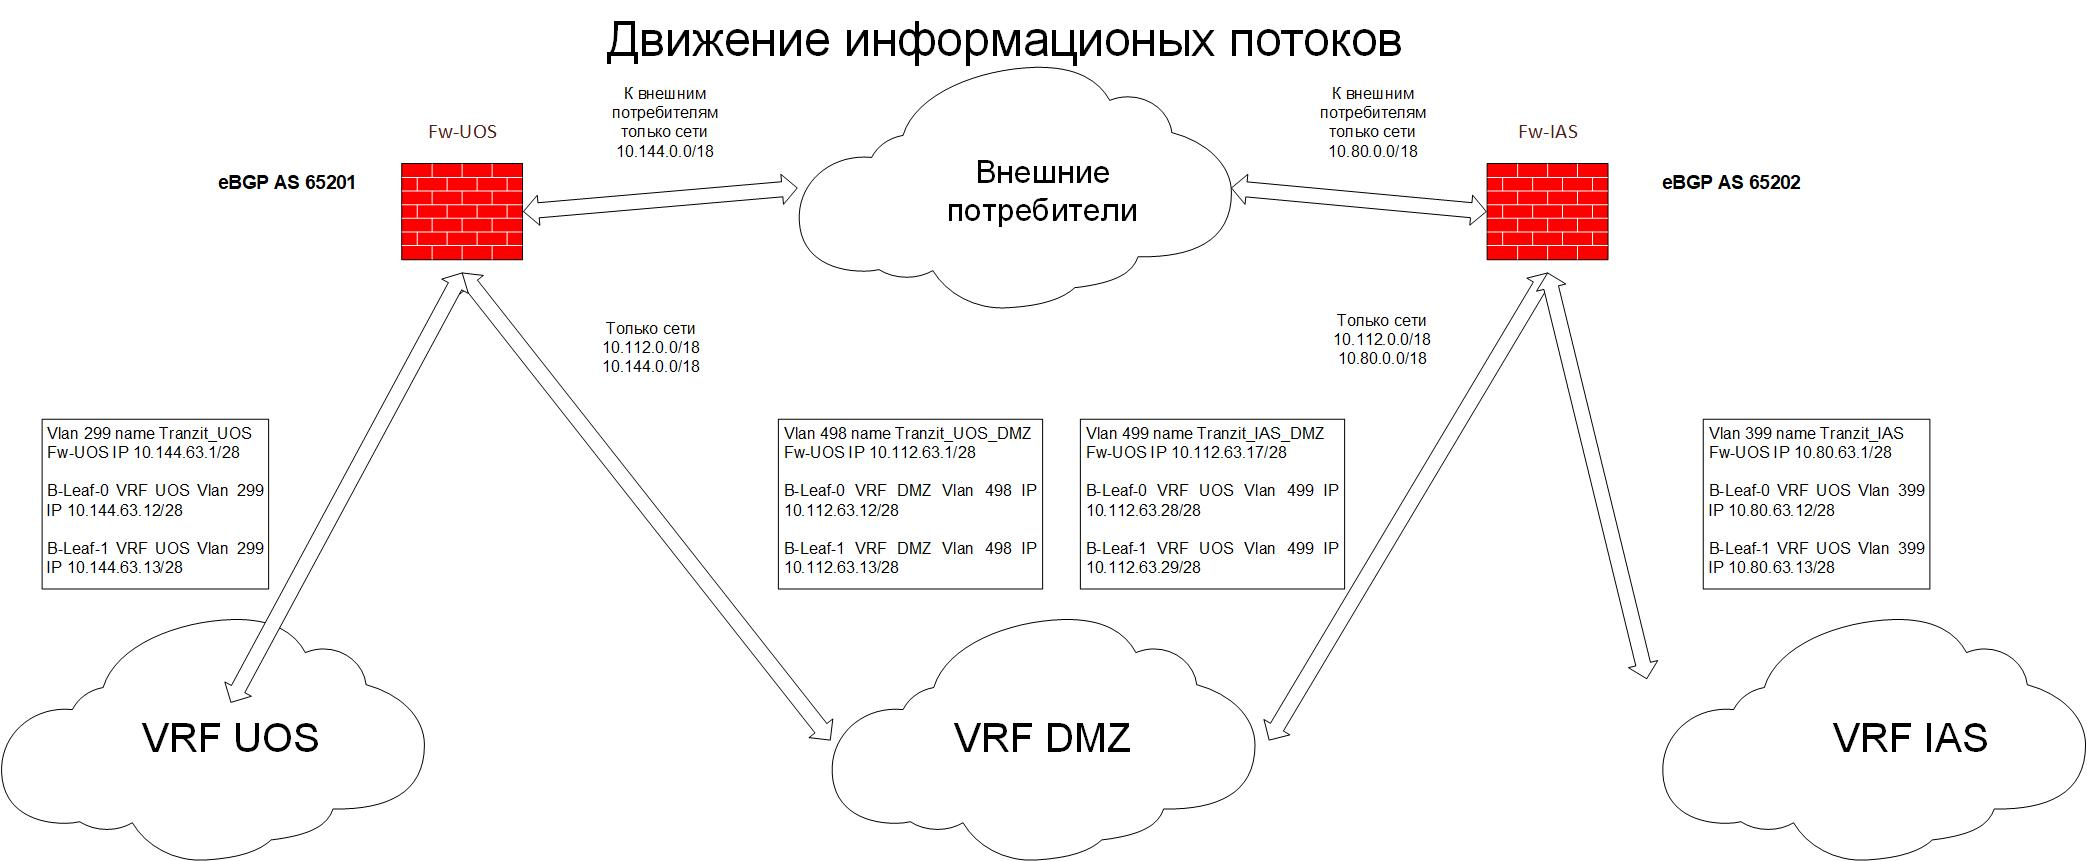 Движение информационых потоков
К внешним
потребителям
только сети
10.144.0.0/18
К внешним
потребителям
только сети
10.80.0.0/18
Fw-UOS
Fw-IAS
eBGP AS 65201
Внешние
потребители
eBGP AS 65202
Только сети
10.112.0.0/18
10.144.0.0/18
Только сети
10.112.0.0/18
10.80.0.0/18
Vlan 299 name Tranzit_UOS
Fw-UOS IP 10.144.63.1/28
B-Leaf-0 VRF UOS Vlan 299
IP 10.144.63.12/28
B-Leaf-1 VRF UOS Vlan 299
IP 10.144.63.13/28
Vlan 498 name Tranzit_UOS_DMZ
Fw-UOS IP 10.112.63.1/28
B-Leaf-0 VRF DMZ Vlan 498 IP
10.112.63.12/28
B-Leaf-1 VRF DMZ Vlan 498 IP
10.112.63.13/28
Vlan 499 name Tranzit_IAS_DMZ
Fw-UOS IP 10.112.63.17/28
B-Leaf-0 VRF UOS Vlan 499 IP
10.112.63.28/28
B-Leaf-1 VRF UOS Vlan 499 IP
10.112.63.29/28
Vlan 399 name Tranzit_IAS
Fw-UOS IP 10.80.63.1/28
B-Leaf-0 VRF UOS Vlan 399
IP 10.80.63.12/28
B-Leaf-1 VRF UOS Vlan 399
IP 10.80.63.13/28
VRF UOS
VRF DMZ
VRF IAS